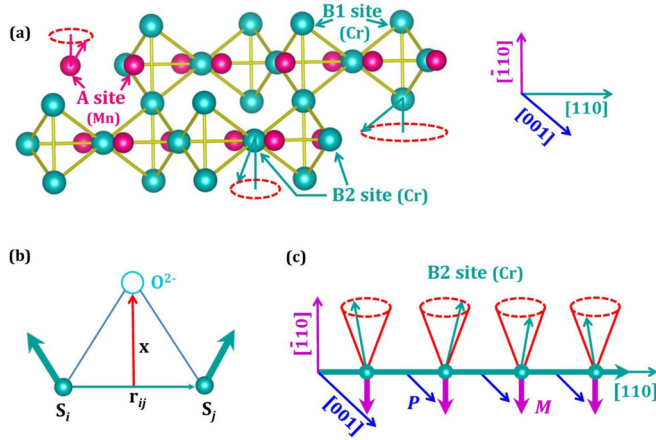 (a)
B1 site
(Cr)
A site
(Mn)
B2 site (Cr)
[1̄10]
[110]
[001]
(b)
O²⁻
x
Sᵢ
rᵢⱼ
Sⱼ
(c)
B2 site (Cr)
[1̄10]
[110]
[001]
P
M